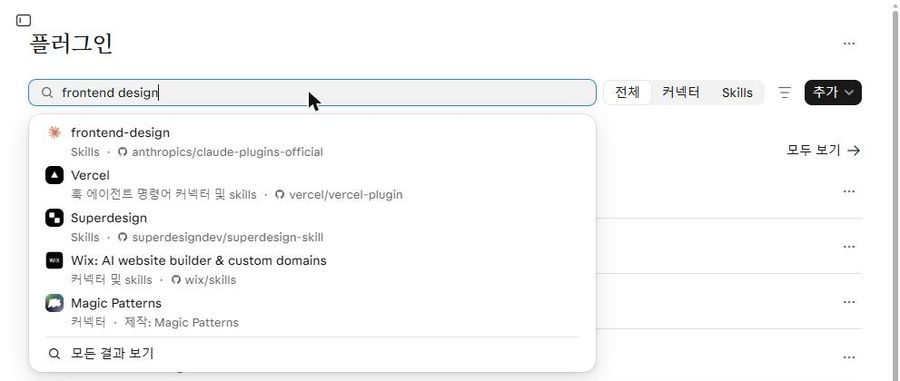 플러그인
frontend design
전체 커넥터 Skills 추가
frontend-design
Skills · anthropics/claude-plugins-official
모두 보기 →
Vercel
훅 에이전트 명령어 커넥터 및 skills · vercel/vercel-plugin
Superdesign
Skills · superdesigndev/superdesign-skill
WIX Wix: AI website builder & custom domains
커넥터 및 skills · wix/skills
Magic Patterns
커넥터 · 제작: Magic Patterns
모든 결과 보기